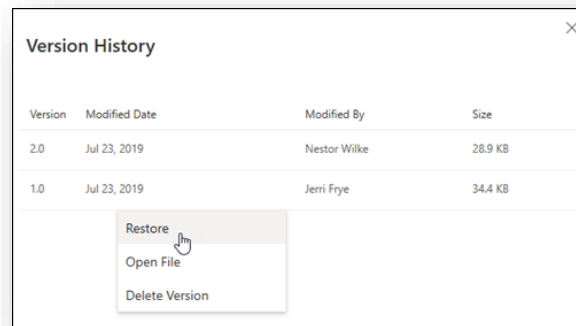 Version History
Version Modified Date Modified By Size
2.0 Jul 23, 2019 Nestor Wilke 28.9 KB
1.0 Jul 23, 2019 Jerri Frye 34.4 KB
Restore
Open File
Delete Version